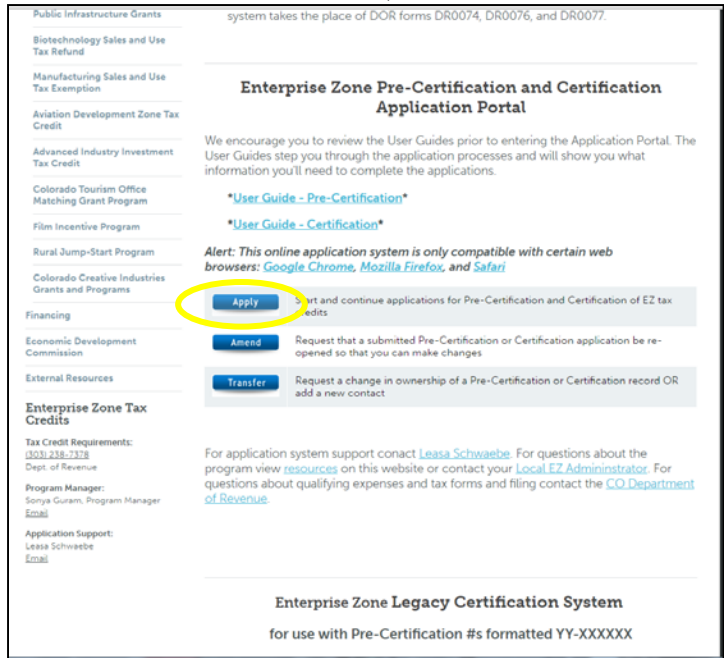 Public Infrastructure Grants
Biotechnology Sales and Use
Tax Refund
Manufacturing Sales and Use
Tax Exemption
Aviation Development Zone Tax
Credit
Advanced Industry Investment
Tax Credit
Colorado Tourism Office
Matching Grant Program
Film Incentive Program
Rural Jump-Start Program
Colorado Creative Industries
Grants and Programs
Financing
Economic Development
Commission
External Resources
Enterprise Zone Tax
Credits
Tax Credit Requirements:
(303) 238-7378
Dept. of Revenue
Program Manager:
Sonya Guram, Program Manager
Email
Application Support:
Leasa Schwaebe
Email
system takes the place of DOR forms DR0074, DR0076, and DR0077.
Enterprise Zone Pre-Certification and Certification
Application Portal
We encourage you to review the User Guides prior to entering the Application Portal. The
User Guides step you through the application processes and will show you what
information you'll need to complete the applications.
*User Guide - Pre-Certification*
*User Guide - Certification*
Alert: This online application system is only compatible with certain web
browsers: Google Chrome, Mozilla Firefox, and Safari
Apply
Start and continue applications for Pre-Certification and Certification of EZ tax
credits
Amend
Request that a submitted Pre-Certification or Certification application be re-
opened so that you can make changes
Transfer
Request a change in ownership of a Pre-Certification or Certification record OR
add a new contact
For application system support conact Leasa Schwaebe. For questions about the
program view resources on this website or contact your Local EZ Admininstrator. For
questions about qualifying expenses and tax forms and filing contact the CO Department
of Revenue.
Enterprise Zone Legacy Certification System
for use with Pre-Certification #s formatted YY-XXXXXX